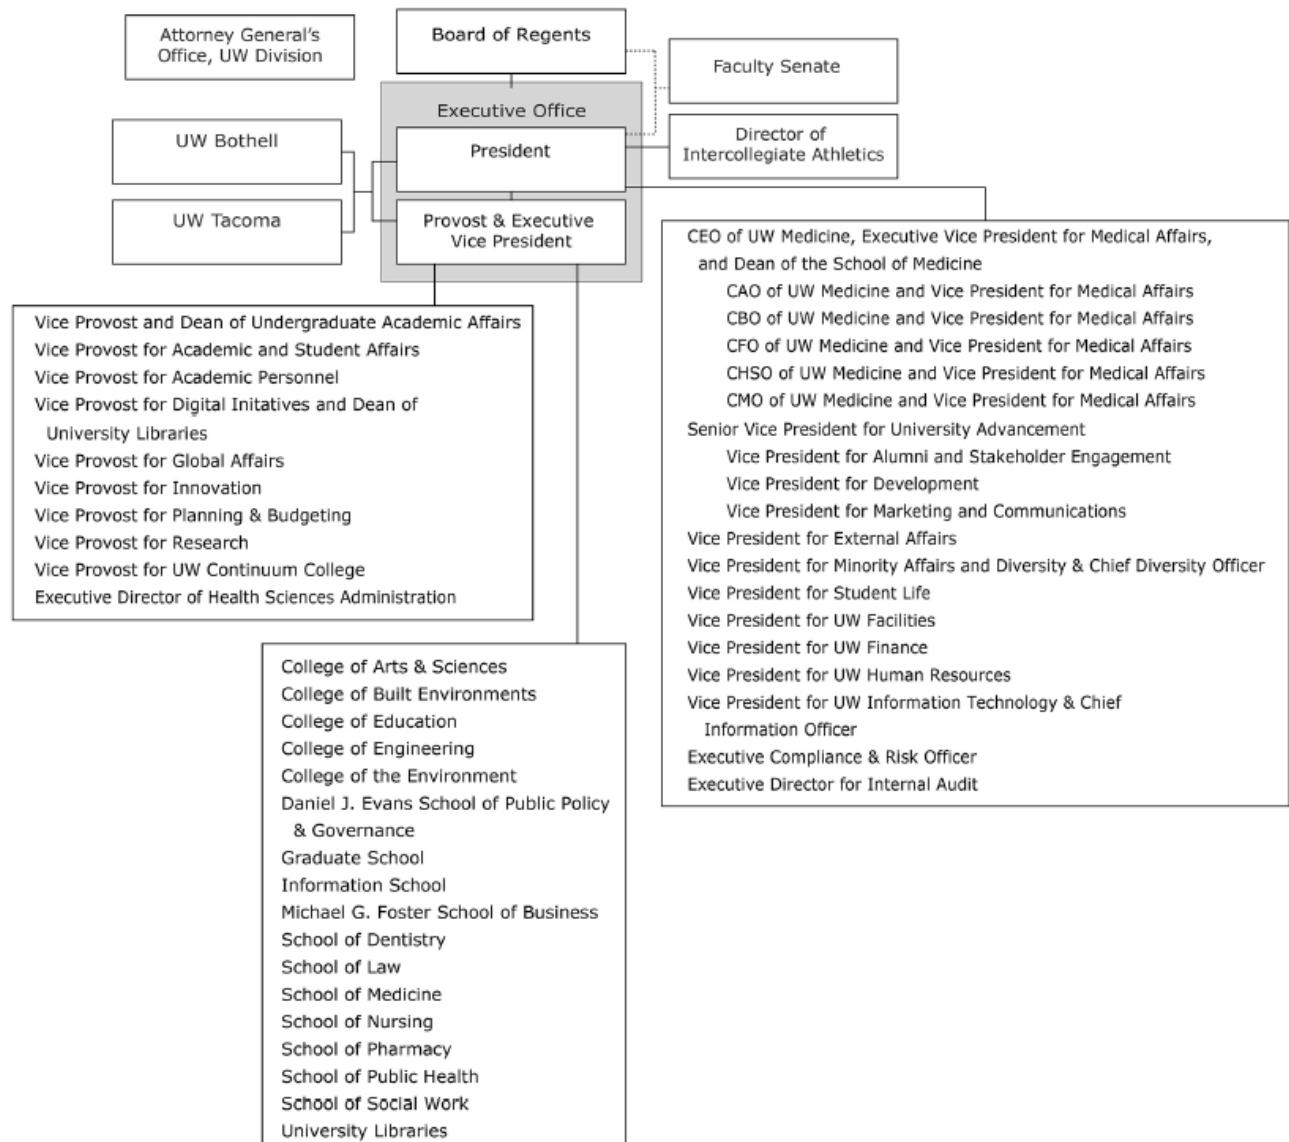 Attorney General's
Office, UW Division
Board of Regents
Faculty Senate
Executive Office
UW Bothell
President
Director of
Intercollegiate Athletics
UW Tacoma
Provost & Executive
Vice President
Vice Provost and Dean of Undergraduate Academic Affairs
Vice Provost for Academic and Student Affairs
Vice Provost for Academic Personnel
Vice Provost for Digital Initatives and Dean of
University Libraries
Vice Provost for Global Affairs
Vice Provost for Innovation
Vice Provost for Planning & Budgeting
Vice Provost for Research
Vice Provost for UW Continuum College
Executive Director of Health Sciences Administration
CEO of UW Medicine, Executive Vice President for Medical Affairs,
and Dean of the School of Medicine
CAO of UW Medicine and Vice President for Medical Affairs
CBO of UW Medicine and Vice President for Medical Affairs
CFO of UW Medicine and Vice President for Medical Affairs
CHSO of UW Medicine and Vice President for Medical Affairs
CMO of UW Medicine and Vice President for Medical Affairs
Senior Vice President for University Advancement
Vice President for Alumni and Stakeholder Engagement
Vice President for Development
Vice President for Marketing and Communications
Vice President for External Affairs
Vice President for Minority Affairs and Diversity & Chief Diversity Officer
Vice President for Student Life
Vice President for UW Facilities
Vice President for UW Finance
Vice President for UW Human Resources
Vice President for UW Information Technology & Chief
Information Officer
Executive Compliance & Risk Officer
Executive Director for Internal Audit
College of Arts & Sciences
College of Built Environments
College of Education
College of Engineering
College of the Environment
Daniel J. Evans School of Public Policy
& Governance
Graduate School
Information School
Michael G. Foster School of Business
School of Dentistry
School of Law
School of Medicine
School of Nursing
School of Pharmacy
School of Public Health
School of Social Work
University Libraries